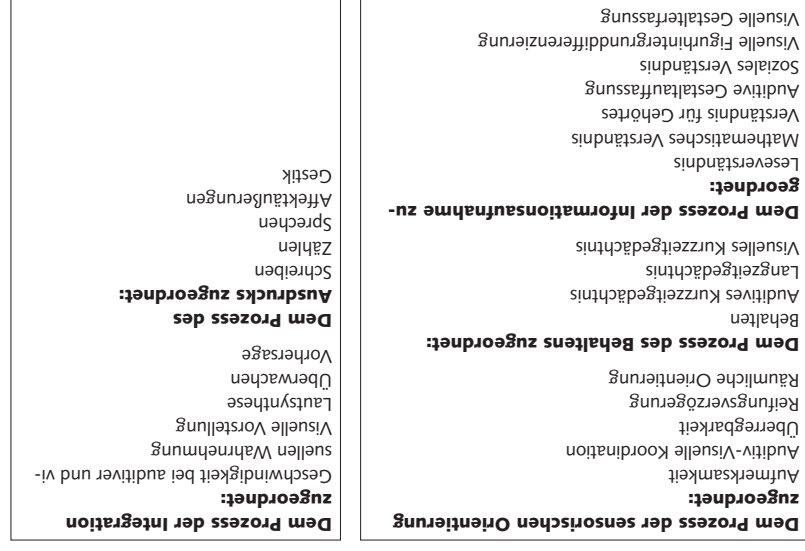 Dem Prozess der sensorischen Orientierung
zugeordnet:
Aufmerksamkeit
Auditiv-Visuelle Koordination
Überregbarkeit
Reifungsverzögerung
Räumliche Orientierung
Dem Prozess des Behaltens zugeordnet:
Behalten
Auditives Kurzzeitgedächtnis
Langzeitgedächtnis
Visuelles Kurzzeitgedächtnis
Dem Prozess der Informationsaufnahme zu-
geordnet:
Leseverständnis
Mathematisches Verständnis
Verständnis für Gehörtes
Auditive Gestaltauffassung
Soziales Verständnis
Visuelle Figurhintergrunddifferenzierung
Visuelle Gestalterfassung
Dem Prozess der Integration
zugeordnet:
Geschwindigkeit bei auditiver und vi-
suellen Wahrnehmung
Visuelle Vorstellung
Lautsynthese
Überwachen
Vorhersage
Dem Prozess des
Ausdrucks zugeordnet:
Schreiben
Zählen
Sprechen
Affektäußerungen
Gestik